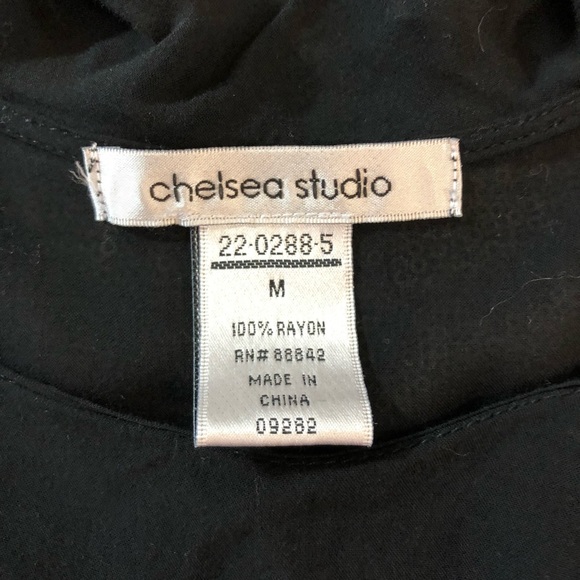 chelsea studio
22-0288-5
M
100% RAYON
RN# 88842
MADE IN
CHINA
09282